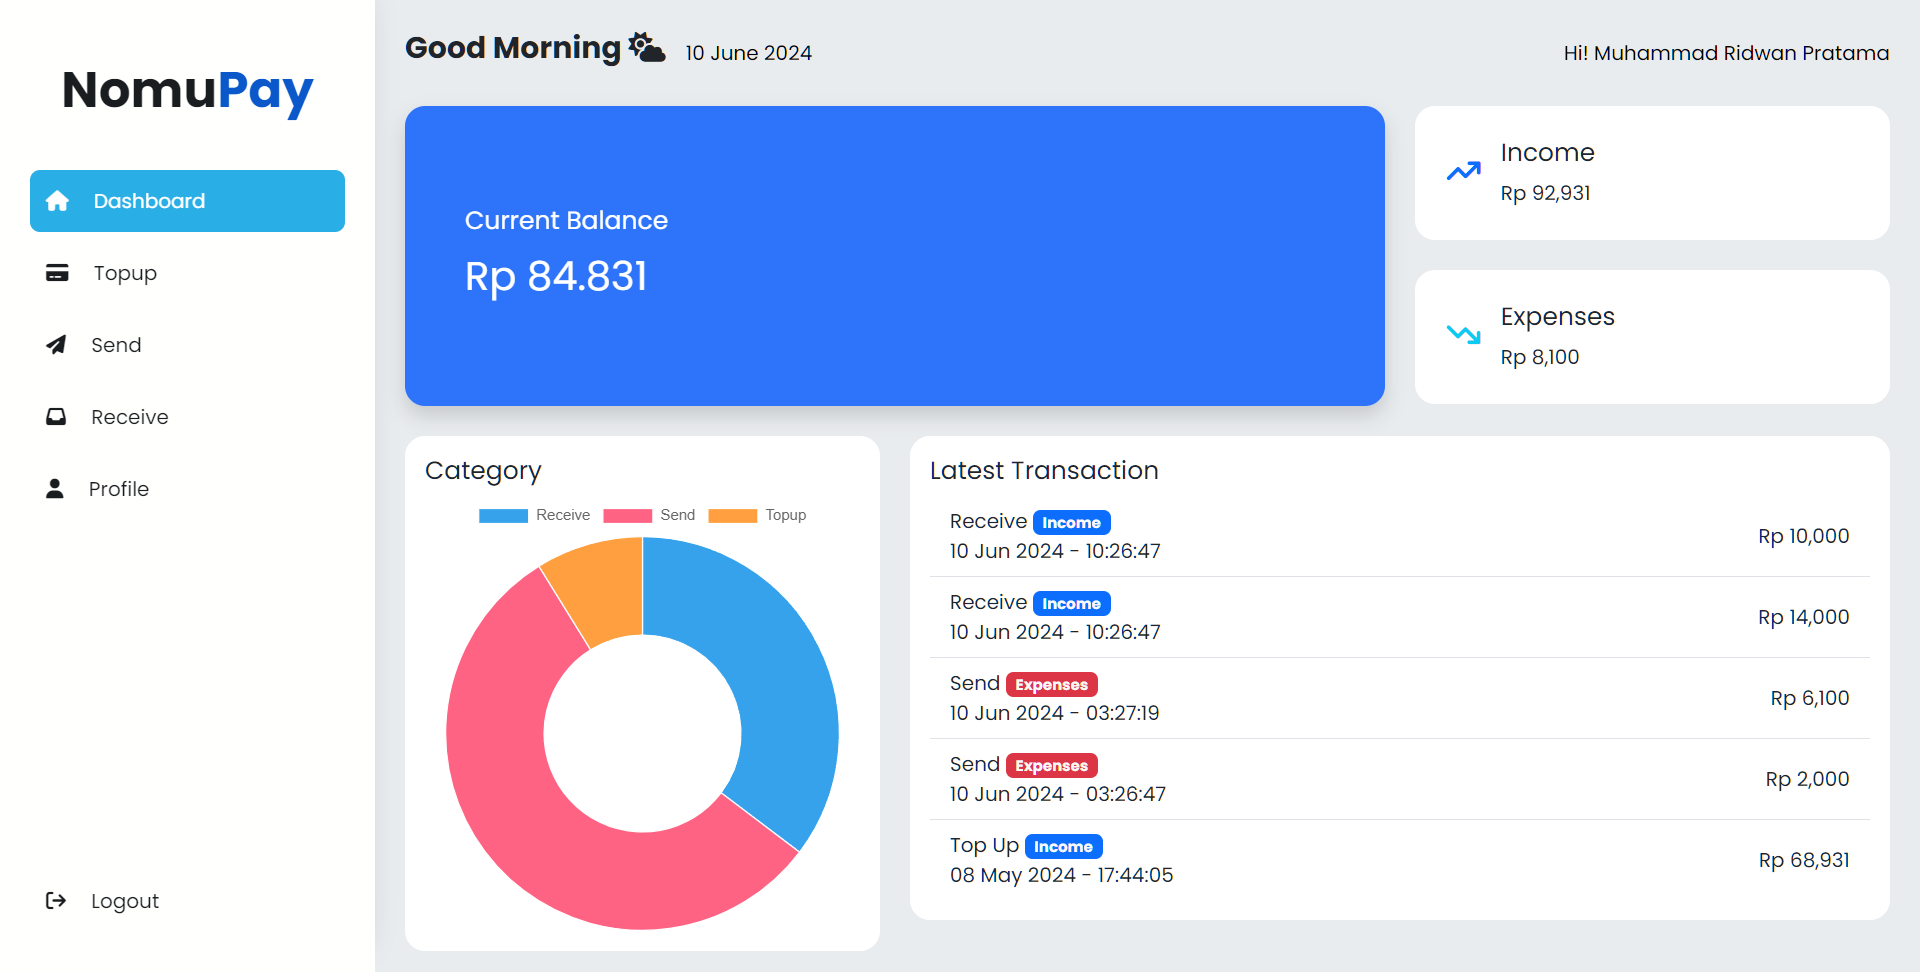 NomuPay
Dashboard
Topup
Send
Receive
Profile
Logout
Good Morning 10 June 2024
Hi! Muhammad Ridwan Pratama
Current Balance
Rp 84.831
Income
Rp 92,931
Expenses
Rp 8,100
Category
Receive Send Topup
Latest Transaction
Receive Income
10 Jun 2024 - 10:26:47
Rp 10,000
Receive Income
10 Jun 2024 - 10:26:47
Rp 14,000
Send Expenses
10 Jun 2024 - 03:27:19
Rp 6,100
Send Expenses
10 Jun 2024 - 03:26:47
Rp 2,000
Top Up Income
08 May 2024 - 17:44:05
Rp 68,931